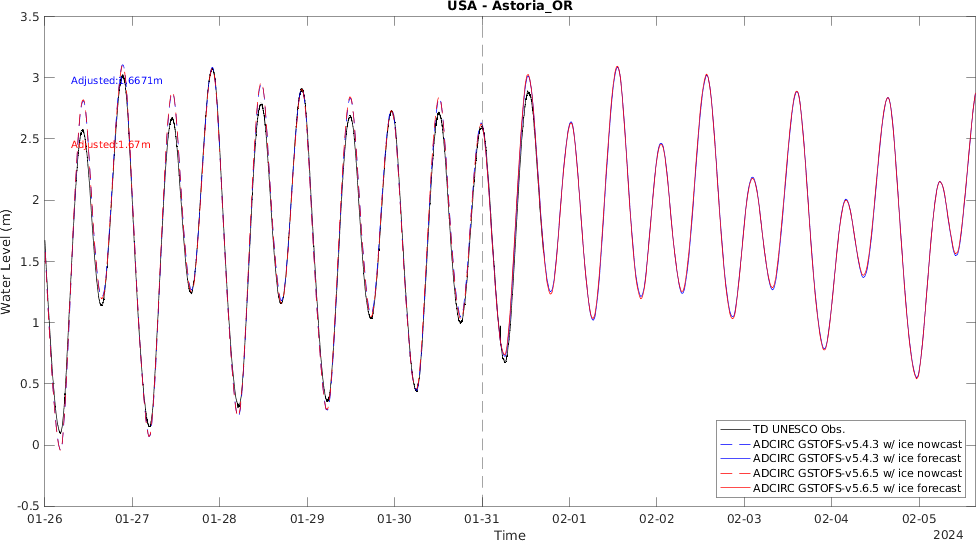 USA - Astoria_OR
3.5
3
2.5
2
1.5
1
0.5
0
-0.5
Water Level (m)
Adjusted:1.6671m
Adjusted:1.67m
TD UNESCO Obs.
ADCIRC GSTOFS-v5.4.3 w/ ice nowcast
ADCIRC GSTOFS-v5.4.3 w/ ice forecast
ADCIRC GSTOFS-v5.6.5 w/ ice nowcast
ADCIRC GSTOFS-v5.6.5 w/ ice forecast
01-26 01-27 01-28 01-29 01-30 01-31 02-01 02-02 02-03 02-04 02-05
Time
2024